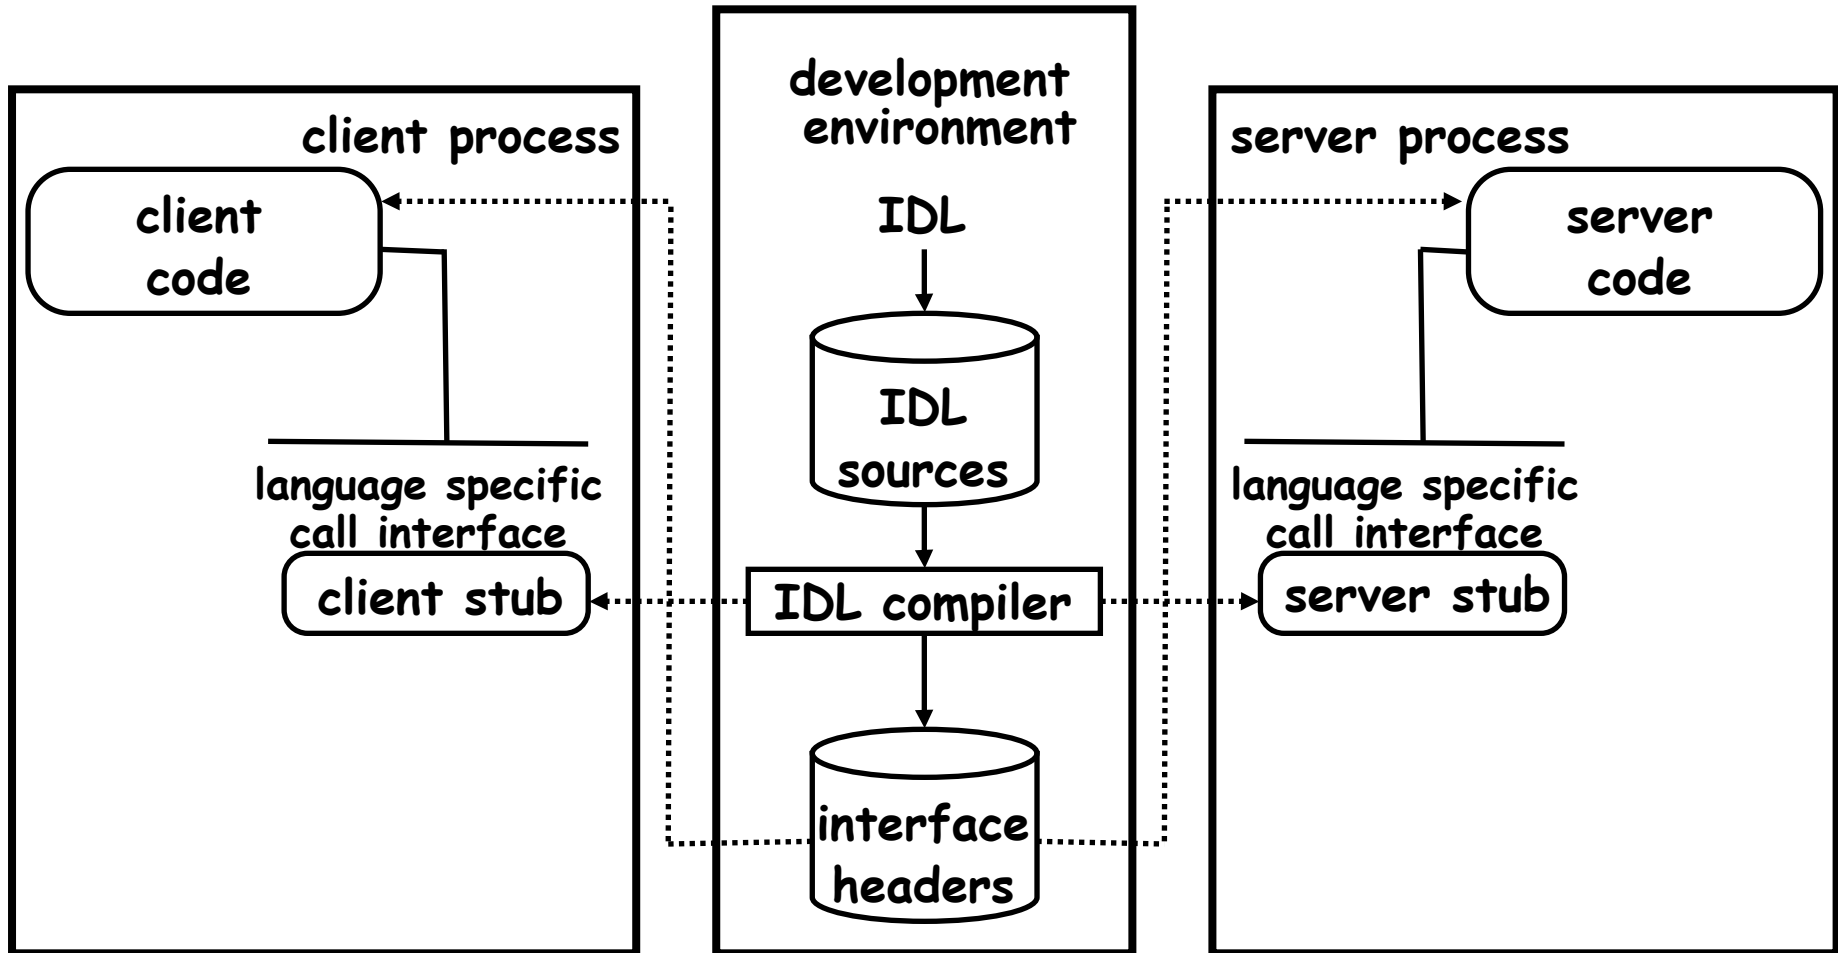 client process
client
code
language specific
call interface
client stub
development
environment
IDL
IDL
sources
IDL compiler
interface
headers
server process
server
code
language specific
call interface
server stub